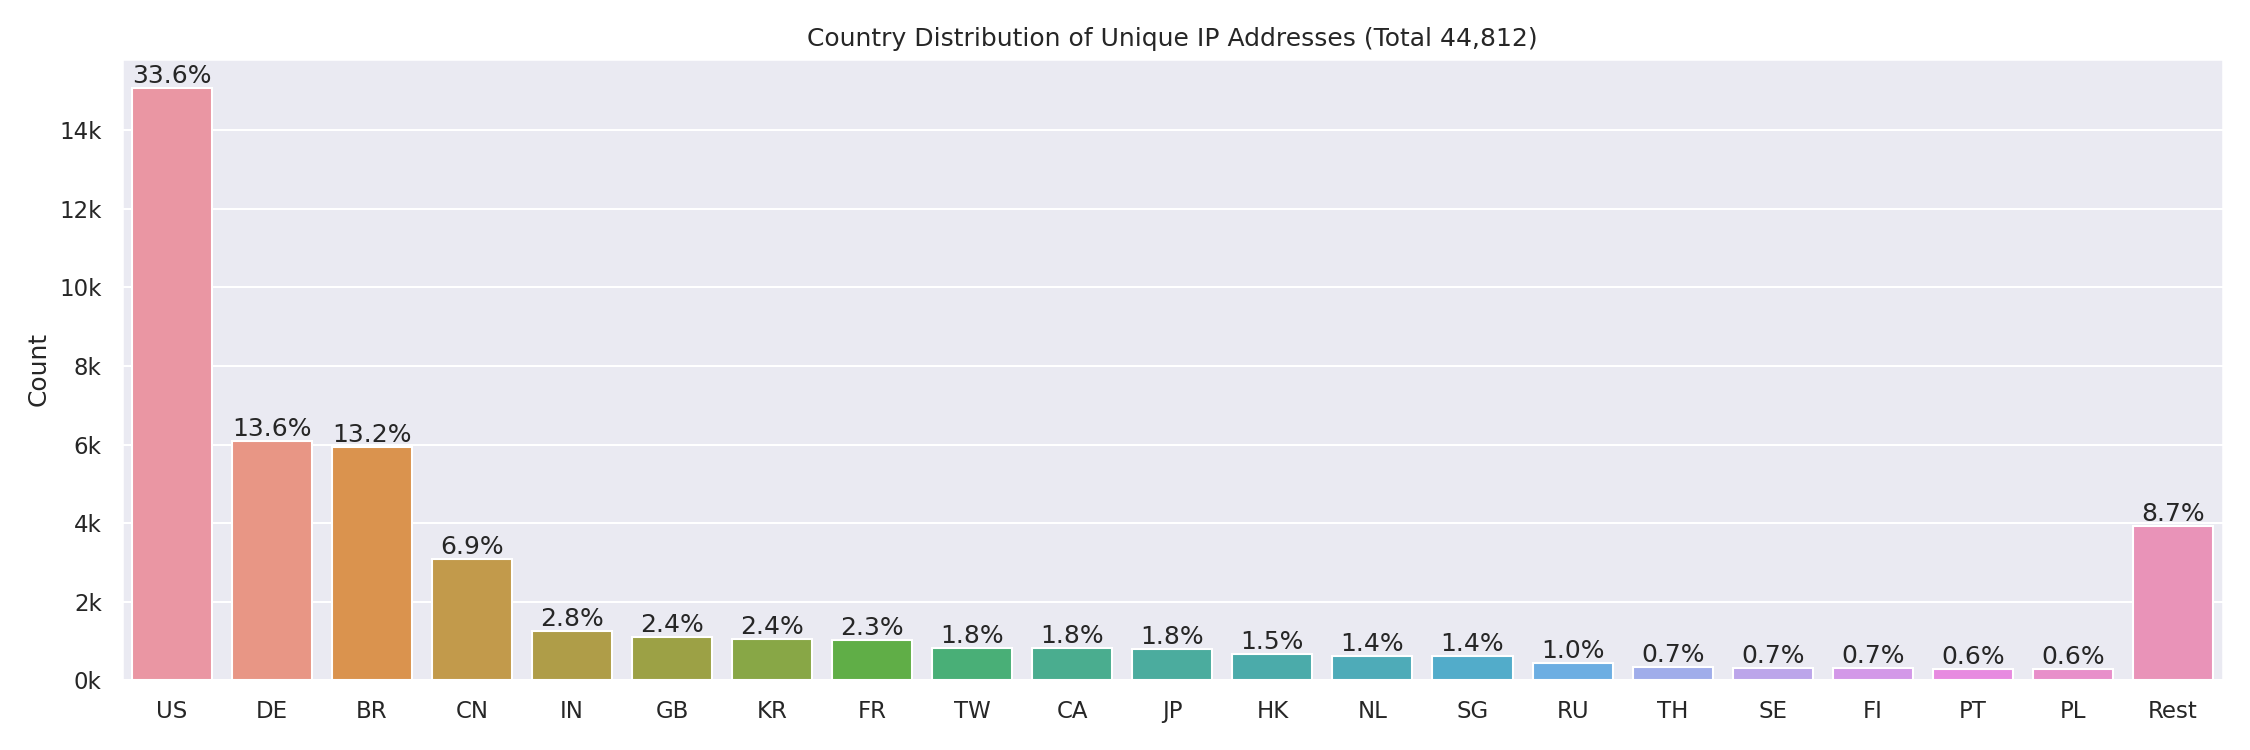 Country Distribution of Unique IP Addresses (Total 44,812)
Count
14k
12k
10k
8k
6k
4k
2k
0k
33.6%
13.6%
13.2%
6.9%
2.8%
2.4%
2.4%
2.3%
1.8%
1.8%
1.8%
1.5%
1.4%
1.4%
1.0%
0.7%
0.7%
0.7%
0.6%
0.6%
8.7%
US DE BR CN IN GB KR FR TW CA JP HK NL SG RU TH SE FI PT PL Rest